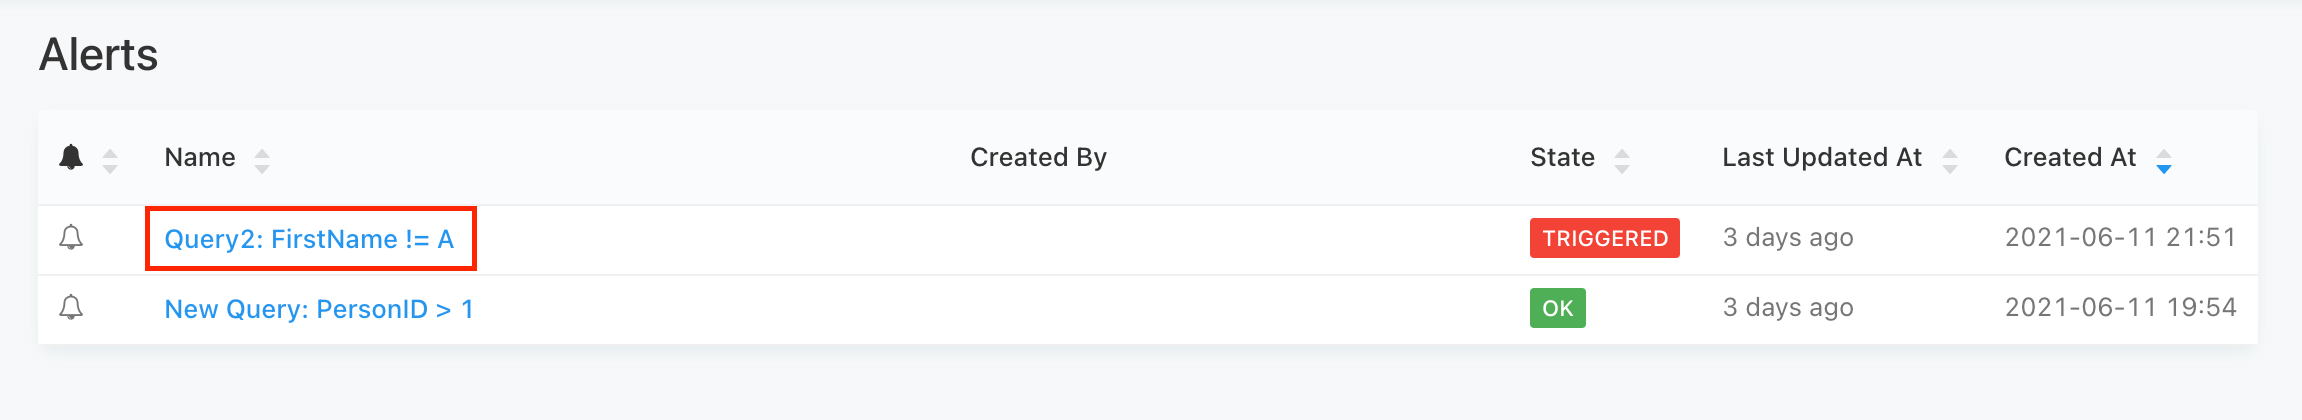 Alerts
Name Created By State Last Updated At Created At
Query2: FirstName != A TRIGGERED 3 days ago 2021-06-11 21:51
New Query: PersonID > 1 OK 3 days ago 2021-06-11 19:54